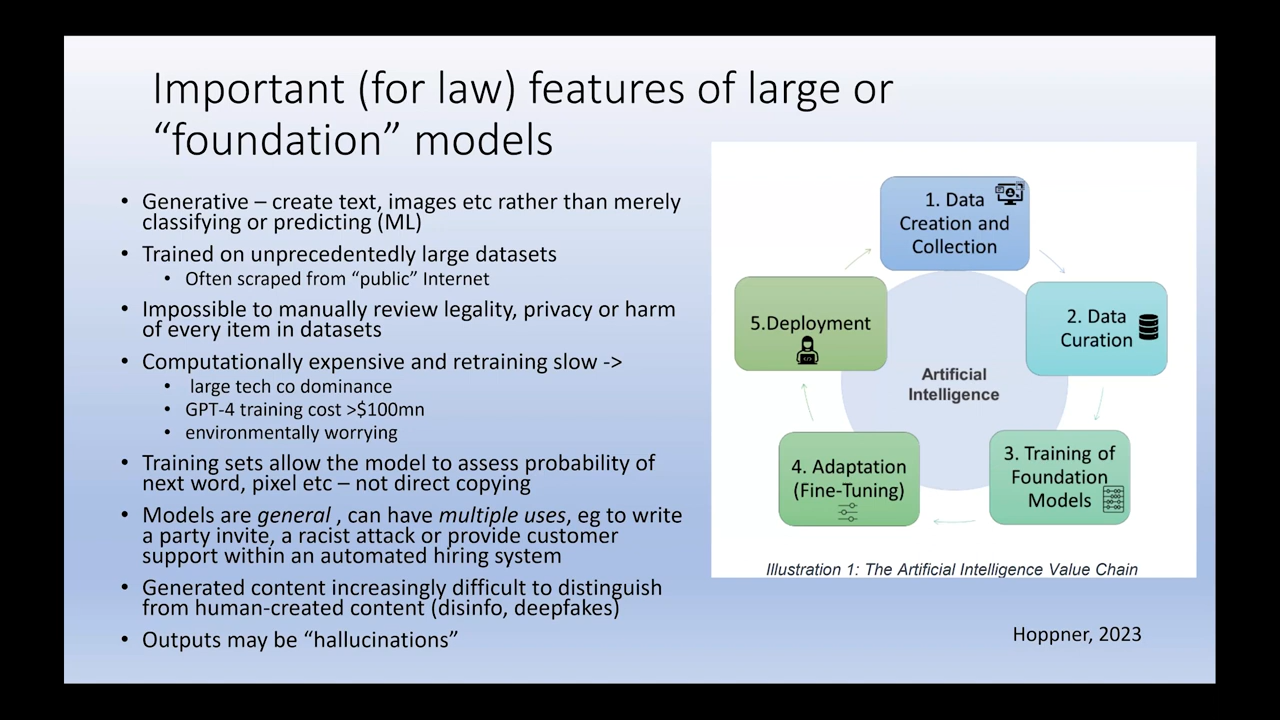 Important (for law) features of large or
“foundation” models
• Generative – create text, images etc rather than merely
classifying or predicting (ML)
• Trained on unprecedentedly large datasets
• Often scraped from “public” Internet
• Impossible to manually review legality, privacy or harm
of every item in datasets
• Computationally expensive and retraining slow ->
• large tech co dominance
• GPT-4 training cost >$100mn
• environmentally worrying
• Training sets allow the model to assess probability of
next word, pixel etc – not direct copying
• Models are general , can have multiple uses, eg to write
a party invite, a racist attack or provide customer
support within an automated hiring system
• Generated content increasingly difficult to distinguish
from human-created content (disinfo, deepfakes)
• Outputs may be “hallucinations”
1. Data
Creation and
Collection
2. Data
Curation
3. Training of
Foundation
Models
4. Adaptation
(Fine-Tuning)
5.Deployment
Artificial
Intelligence
Illustration 1: The Artificial Intelligence Value Chain
Hoppner, 2023